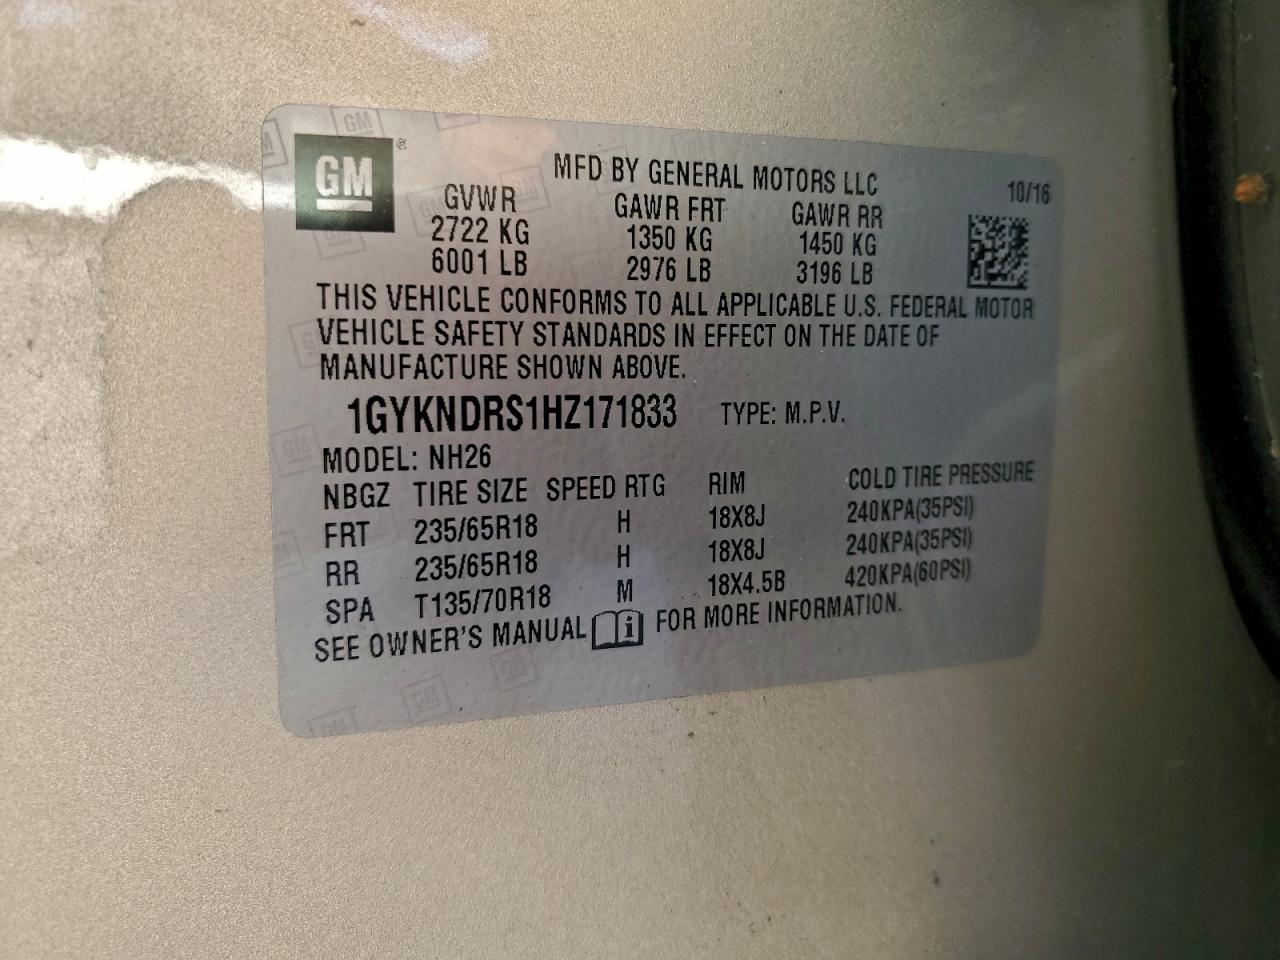 GM ®
MFD BY GENERAL MOTORS LLC
10/16
GVWR GAWR FRT GAWR RR
2722 KG 1350 KG 1450 KG
6001 LB 2976 LB 3196 LB
THIS VEHICLE CONFORMS TO ALL APPLICABLE U.S. FEDERAL MOTOR
VEHICLE SAFETY STANDARDS IN EFFECT ON THE DATE OF
MANUFACTURE SHOWN ABOVE.
1GYKNDRS1HZ171833 TYPE: M.P.V.
MODEL: NH26
NBGZ TIRE SIZE SPEED RTG RIM COLD TIRE PRESSURE
FRT 235/65R18 H 18X8J 240KPA(35PSI)
RR 235/65R18 H 18X8J 240KPA(35PSI)
SPA T135/70R18 M 18X4.5B 420KPA(60PSI)
SEE OWNER'S MANUAL i FOR MORE INFORMATION.